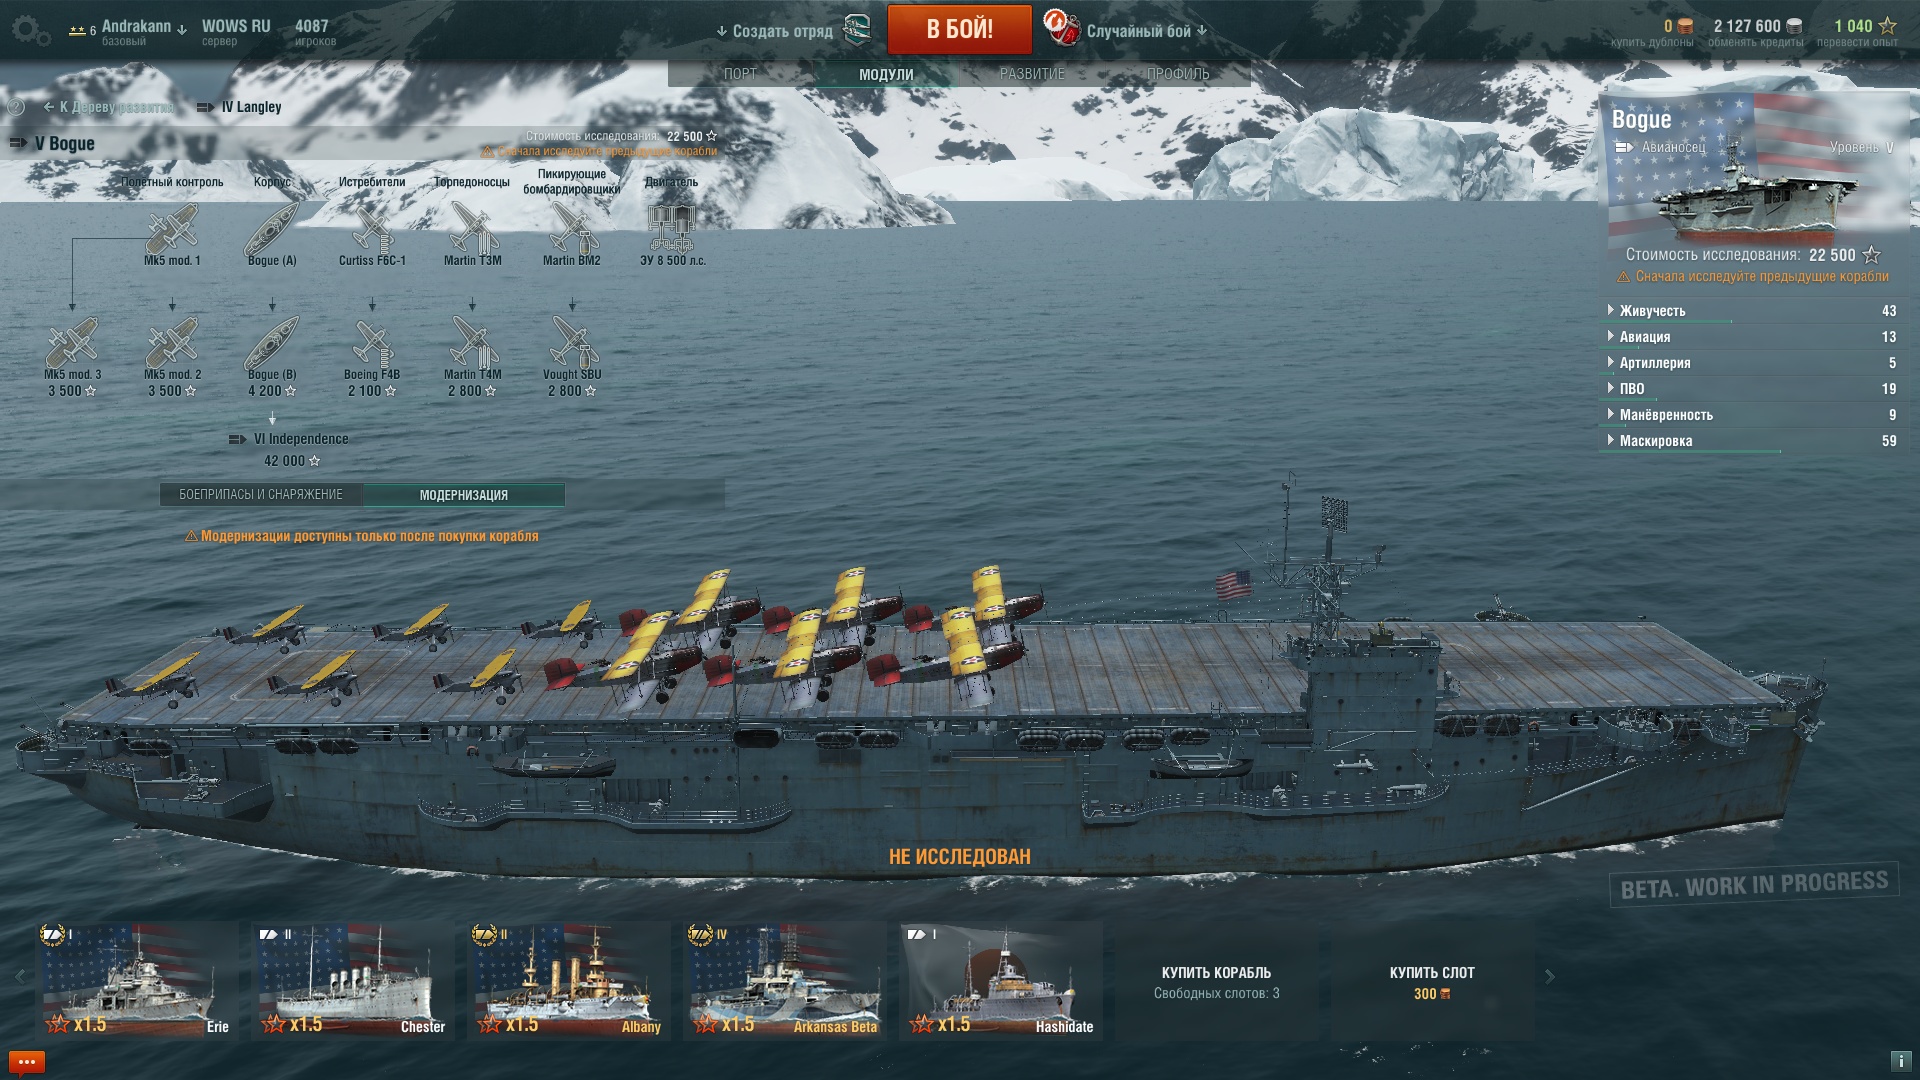 6 Andrakann
базовый
WOWS RU
сервер
4087
игроков
Создать отряд
В БОЙ!
Случайный бой
0
купить дублоны
2 127 600
обменять кредиты
1 040
перевести опыт
ПОРТ
МОДУЛИ
РАЗВИТИЕ
ПРОФИЛЬ
К Дереву развития
IV Langley
V Bogue
Стоимость исследования: 22 500
Сначала исследуйте предыдущие корабли
Полётный контроль
Корпус
Истребители
Торпедоносцы
Пикирующие
бомбардировщики
Двигатель
Mk5 mod. 1
Bogue (A)
Curtiss F6C-1
Martin T3M
Martin BM2
ЭУ 8 500 л.с.
Mk5 mod. 3
Mk5 mod. 2
Bogue (B)
Boeing F4B
Martin T4M
Vought SBU
3 500
3 500
4 200
2 100
2 800
2 800
VI Independence
42 000
БОЕПРИПАСЫ И СНАРЯЖЕНИЕ
МОДЕРНИЗАЦИЯ
Модернизации доступны только после покупки корабля
Bogue
Авианосец
Уровень V
Стоимость исследования: 22 500
Сначала исследуйте предыдущие корабли
Живучесть 43
Авиация 13
Артиллерия 5
ПВО 19
Манёвренность 9
Маскировка 59
НЕ ИССЛЕДОВАН
BETA. WORK IN PROGRESS
I
x1.5
Erie
II
x1.5
Chester
II
x1.5
Albany
IV
x1.5
Arkansas Beta
I
x1.5
Hashidate
КУПИТЬ КОРАБЛЬ
Свободных слотов: 3
КУПИТЬ СЛОТ
300